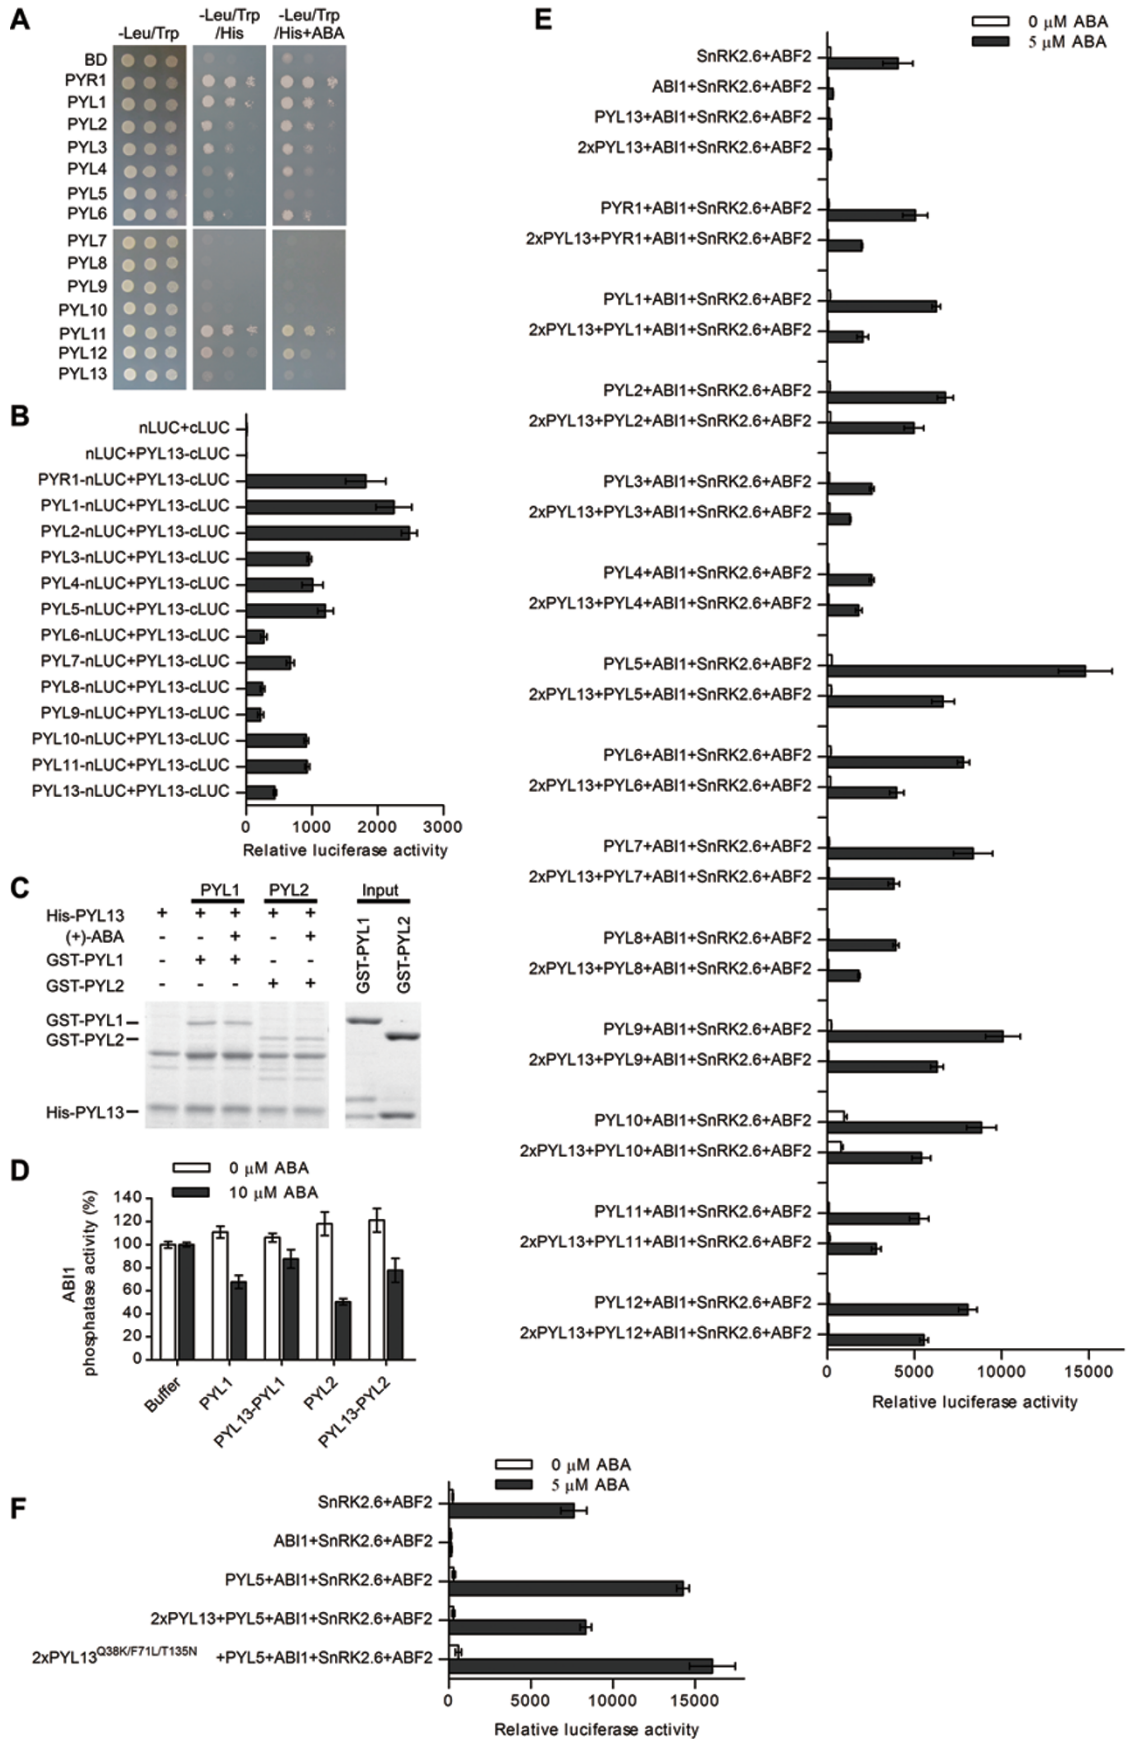 A
-Leu/Trp
-Leu/Trp
/His
-Leu/Trp
/His+ABA
BD
PYR1
PYL1
PYL2
PYL3
PYL4
PYL5
PYL6
PYL7
PYL8
PYL9
PYL10
PYL11
PYL12
PYL13
B
nLUC+cLUC
nLUC+PYL13-cLUC
PYR1-nLUC+PYL13-cLUC
PYL1-nLUC+PYL13-cLUC
PYL2-nLUC+PYL13-cLUC
PYL3-nLUC+PYL13-cLUC
PYL4-nLUC+PYL13-cLUC
PYL5-nLUC+PYL13-cLUC
PYL6-nLUC+PYL13-cLUC
PYL7-nLUC+PYL13-cLUC
PYL8-nLUC+PYL13-cLUC
PYL9-nLUC+PYL13-cLUC
PYL10-nLUC+PYL13-cLUC
PYL11-nLUC+PYL13-cLUC
PYL13-nLUC+PYL13-cLUC
0 1000 2000 3000
Relative luciferase activity
C
PYL1 PYL2 Input
His-PYL13 + + + + +
(+)-ABA - - + - +
GST-PYL1 - + + - -
GST-PYL2 - - - + +
GST-PYL1
GST-PYL2
GST-PYL1
GST-PYL2
His-PYL13
D
0 μM ABA
10 μM ABA
ABI1
phosphatase activity (%)
140
120
100
80
60
40
20
0
Buffer
PYL1
PYL13-PYL1
PYL2
PYL13-PYL2
E
0 μM ABA
5 μM ABA
SnRK2.6+ABF2
ABI1+SnRK2.6+ABF2
PYL13+ABI1+SnRK2.6+ABF2
2xPYL13+ABI1+SnRK2.6+ABF2
PYR1+ABI1+SnRK2.6+ABF2
2xPYL13+PYR1+ABI1+SnRK2.6+ABF2
PYL1+ABI1+SnRK2.6+ABF2
2xPYL13+PYL1+ABI1+SnRK2.6+ABF2
PYL2+ABI1+SnRK2.6+ABF2
2xPYL13+PYL2+ABI1+SnRK2.6+ABF2
PYL3+ABI1+SnRK2.6+ABF2
2xPYL13+PYL3+ABI1+SnRK2.6+ABF2
PYL4+ABI1+SnRK2.6+ABF2
2xPYL13+PYL4+ABI1+SnRK2.6+ABF2
PYL5+ABI1+SnRK2.6+ABF2
2xPYL13+PYL5+ABI1+SnRK2.6+ABF2
PYL6+ABI1+SnRK2.6+ABF2
2xPYL13+PYL6+ABI1+SnRK2.6+ABF2
PYL7+ABI1+SnRK2.6+ABF2
2xPYL13+PYL7+ABI1+SnRK2.6+ABF2
PYL8+ABI1+SnRK2.6+ABF2
2xPYL13+PYL8+ABI1+SnRK2.6+ABF2
PYL9+ABI1+SnRK2.6+ABF2
2xPYL13+PYL9+ABI1+SnRK2.6+ABF2
PYL10+ABI1+SnRK2.6+ABF2
2xPYL13+PYL10+ABI1+SnRK2.6+ABF2
PYL11+ABI1+SnRK2.6+ABF2
2xPYL13+PYL11+ABI1+SnRK2.6+ABF2
PYL12+ABI1+SnRK2.6+ABF2
2xPYL13+PYL12+ABI1+SnRK2.6+ABF2
0 5000 10000 15000
Relative luciferase activity
F
0 μM ABA
5 μM ABA
SnRK2.6+ABF2
ABI1+SnRK2.6+ABF2
PYL5+ABI1+SnRK2.6+ABF2
2xPYL13+PYL5+ABI1+SnRK2.6+ABF2
2xPYL13Q38K/F71L/T135N +PYL5+ABI1+SnRK2.6+ABF2
0 5000 10000 15000
Relative luciferase activity